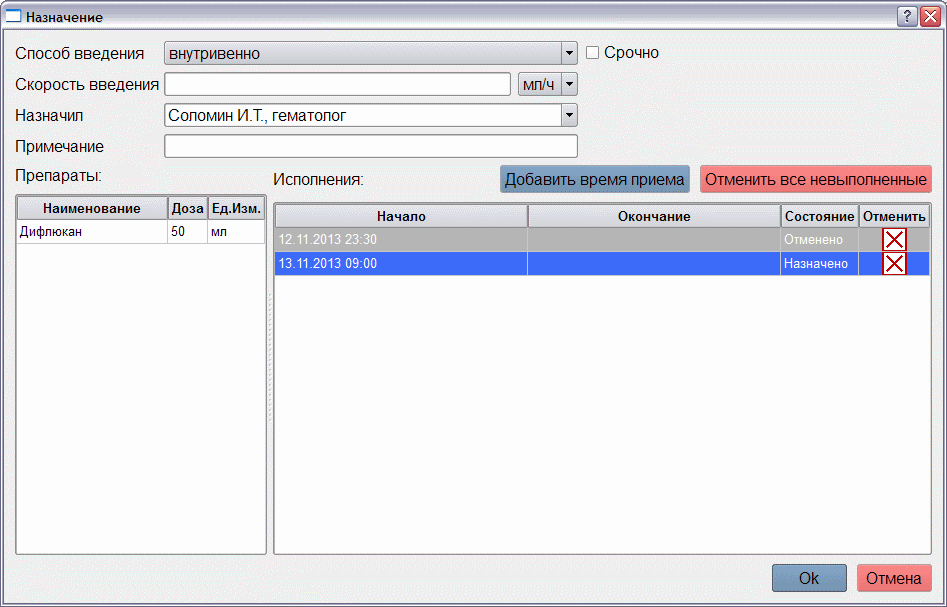 Назначение
Способ введения внутривенно Срочно
Скорость введения мл/ч
Назначил Соломин И.Т., гематолог
Примечание
Препараты:
Исполнения: Добавить время приема Отменить все невыполненные
Наименование Доза Ед.Изм.
Дифлюкан 50 мл
Начало Окончание Состояние Отменить
12.11.2013 23:30 Отменено
13.11.2013 09:00 Назначено
Ok Отмена